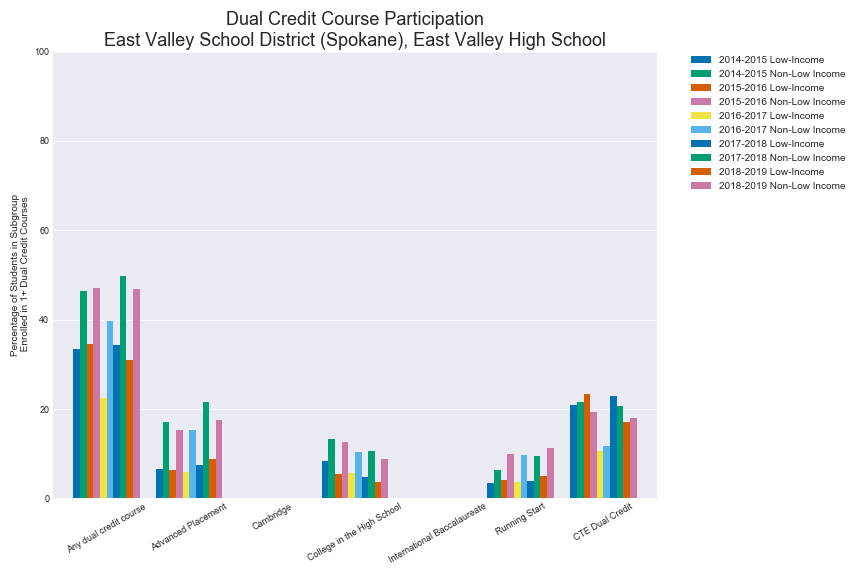 Dual Credit Course Participation
East Valley School District (Spokane), East Valley High School
Percentage of Students in Subgroup
Enrolled in 1+ Dual Credit Courses
100
80
60
40
20
0
Any dual credit course
Advanced Placement
Cambridge
College in the High School
International Baccalaureate
Running Start
CTE Dual Credit
2014-2015 Low-Income
2014-2015 Non-Low Income
2015-2016 Low-Income
2015-2016 Non-Low Income
2016-2017 Low-Income
2016-2017 Non-Low Income
2017-2018 Low-Income
2017-2018 Non-Low Income
2018-2019 Low-Income
2018-2019 Non-Low Income